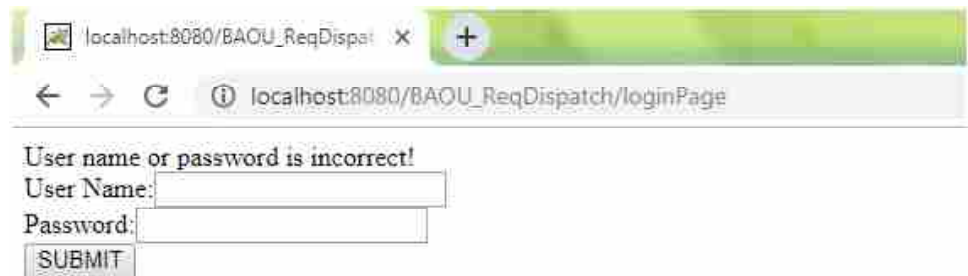 localhost:8080/BAOU_ReqDispat
localhost:8080/BAOU_ReqDispatch/loginPage
User name or password is incorrect!
User Name:
Password:
SUBMIT